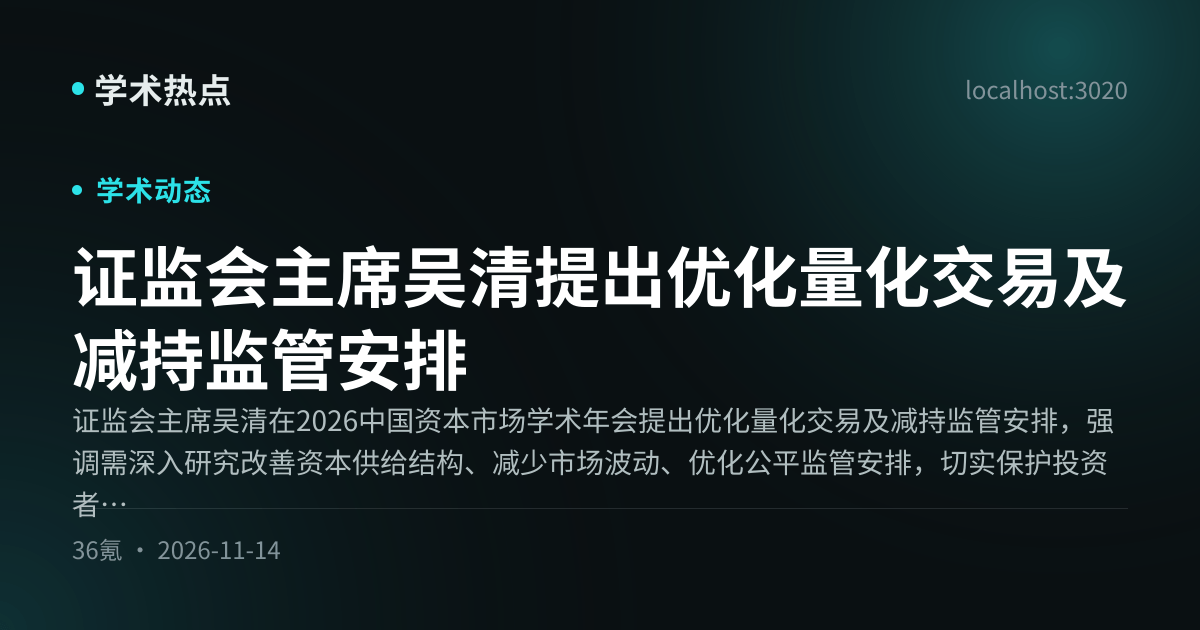 学术热点
localhost:3020
学术动态
证监会主席吴清提出优化量化交易及
减持监管安排
证监会主席吴清在2026中国资本市场学术年会提出优化量化交易及减持监管安排，强
调需深入研究改善资本供给结构、减少市场波动、优化公平监管安排，切实保护投资
者…
36氪 · 2026-11-14